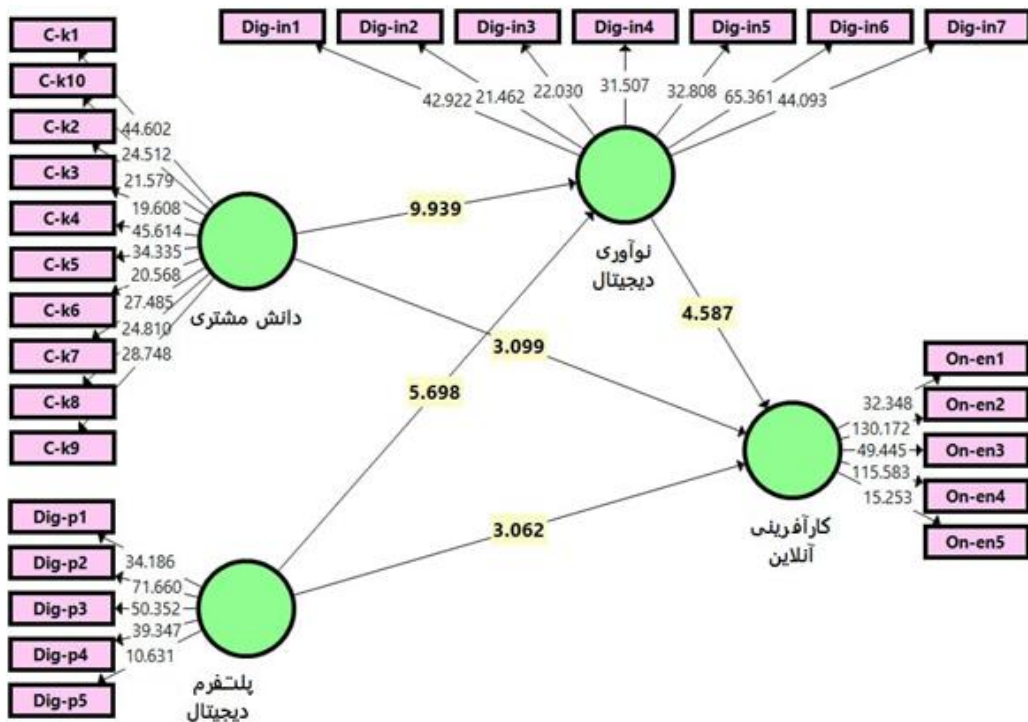 Dig-in1
Dig-in2
Dig-in3
Dig-in4
Dig-in5
Dig-in6
Dig-in7
42.922
21.462
22.030
31.507
32.808
65.361
44.093
C-k1
C-k10
C-k2
C-k3
C-k4
C-k5
C-k6
C-k7
C-k8
C-k9
44.602
24.512
21.579
19.608
45.614
34.335
20.568
27.485
24.810
28.748
دانش مشتری
9.939
نوآوری
دیجیتال
4.587
3.099
5.698
3.062
On-en1
On-en2
On-en3
On-en4
On-en5
32.348
130.172
49.445
115.583
15.253
کارآفرینی
آنلاین
Dig-p1
Dig-p2
Dig-p3
Dig-p4
Dig-p5
34.186
71.660
50.352
39.347
10.631
پلتفرم
دیجیتال